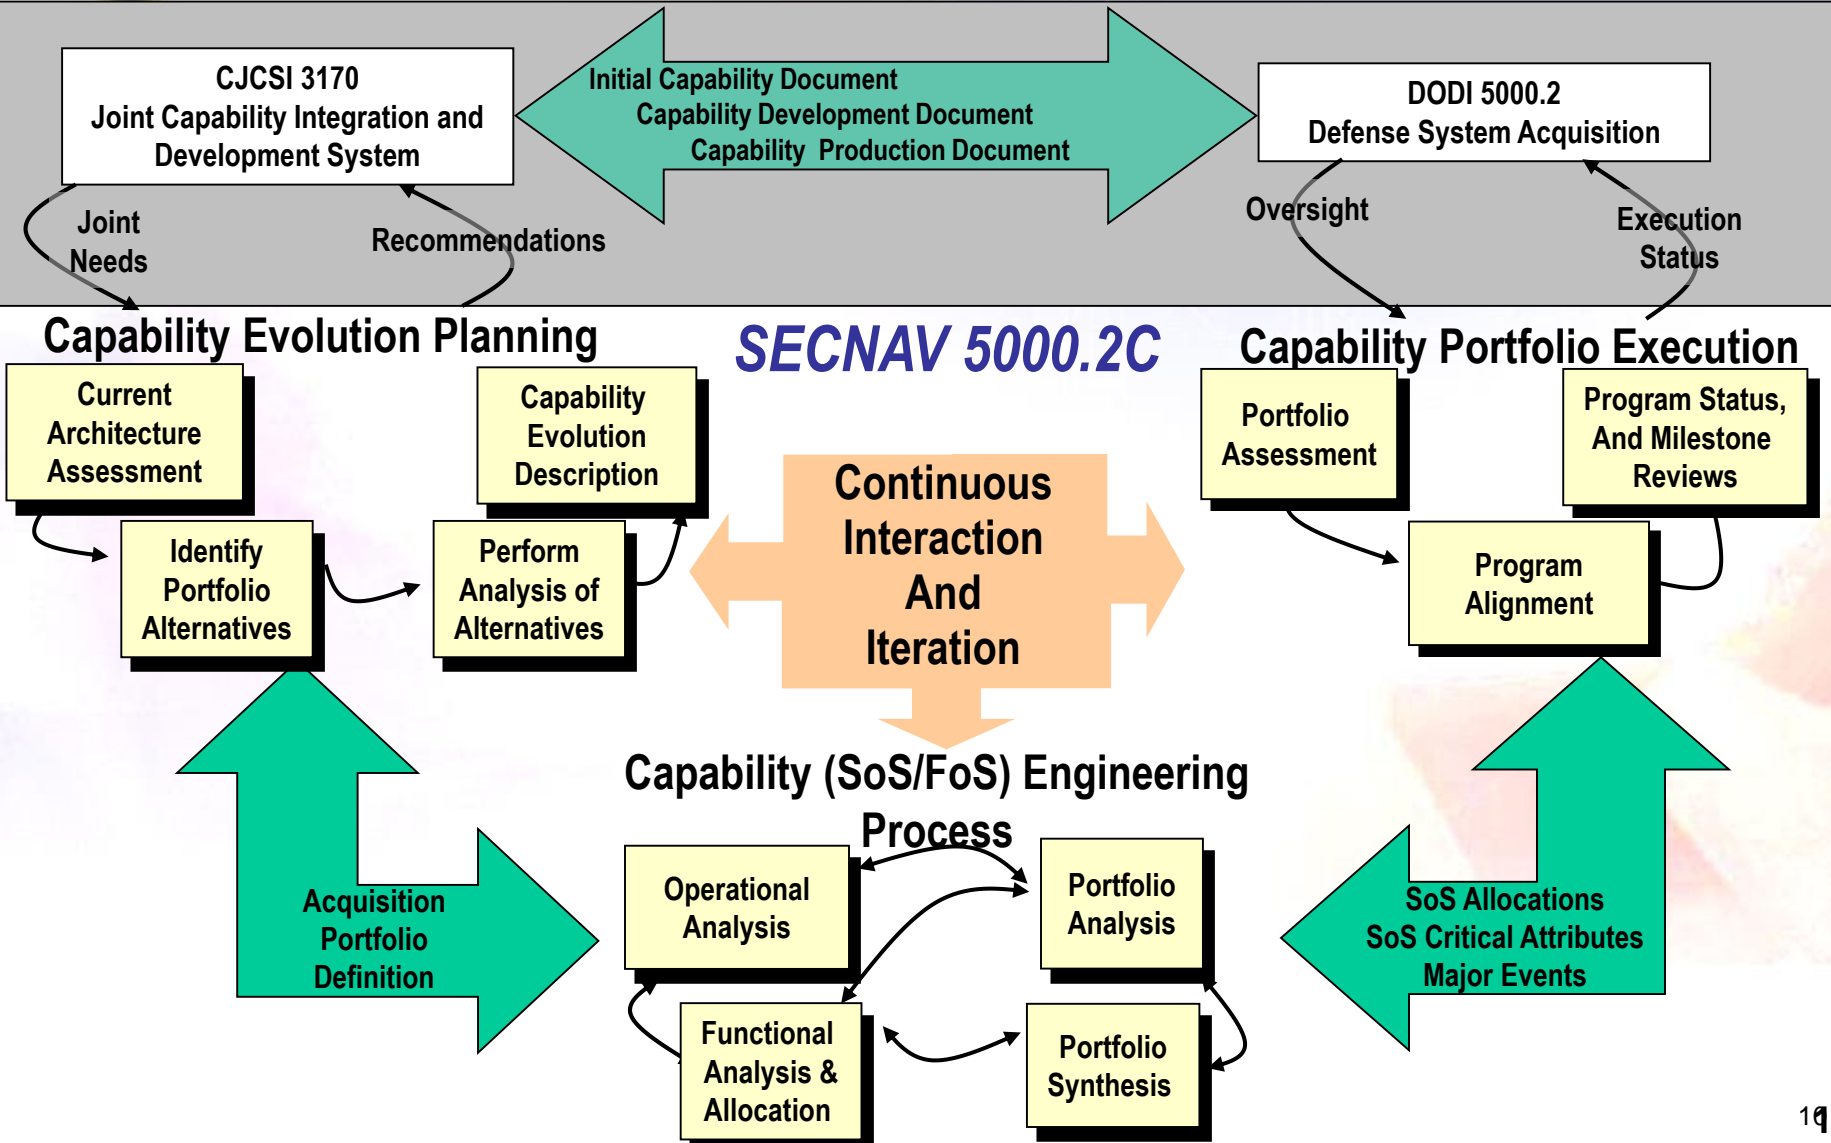 CJCSI 3170
Joint Capability Integration and
Development System
Initial Capability Document
Capability Development Document
Capability Production Document
DODI 5000.2
Defense System Acquisition
Joint
Needs
Recommendations
Oversight
Execution
Status
Capability Evolution Planning
SECNAV 5000.2C
Capability Portfolio Execution
Current
Architecture
Assessment
Capability
Evolution
Description
Identify
Portfolio
Alternatives
Perform
Analysis of
Alternatives
Continuous
Interaction
And
Iteration
Portfolio
Assessment
Program Status,
And Milestone
Reviews
Program
Alignment
Capability (SoS/FoS) Engineering
Process
Acquisition
Portfolio
Definition
Operational
Analysis
Portfolio
Analysis
Functional
Analysis &
Allocation
Portfolio
Synthesis
SoS Allocations
SoS Critical Attributes
Major Events